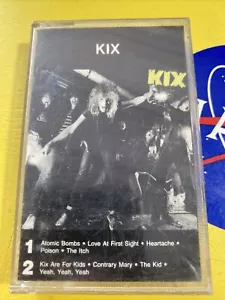 KIX
KIX
1 Atomic Bombs • Love At First Sight • Heartache •
Poison • The Itch
2 Kix Are For Kids • Contrary Mary • The Kid •
Yeah, Yeah, Yeah